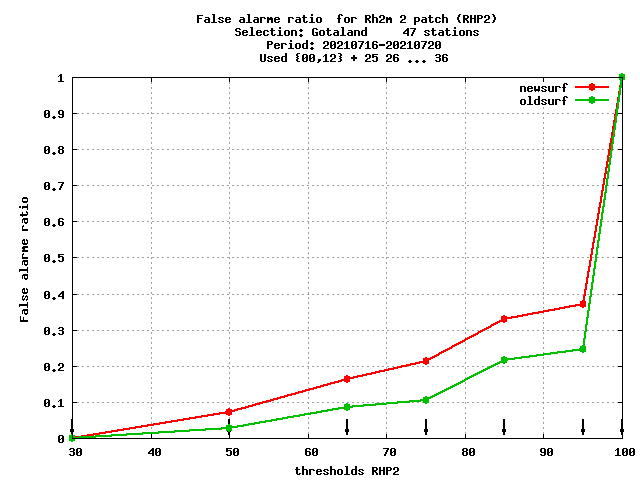 False alarme ratio  for Rh2m 2 patch (RHP2)
Selection: Gotaland     47 stations
Period: 20210716-20210720
Used {00,12} + 25 26 ... 36
newsurf
oldsurf
1
0.9
0.8
0.7
0.6
0.5
0.4
0.3
0.2
0.1
0
False alarme ratio
30 40 50 60 70 80 90 100
thresholds RHP2